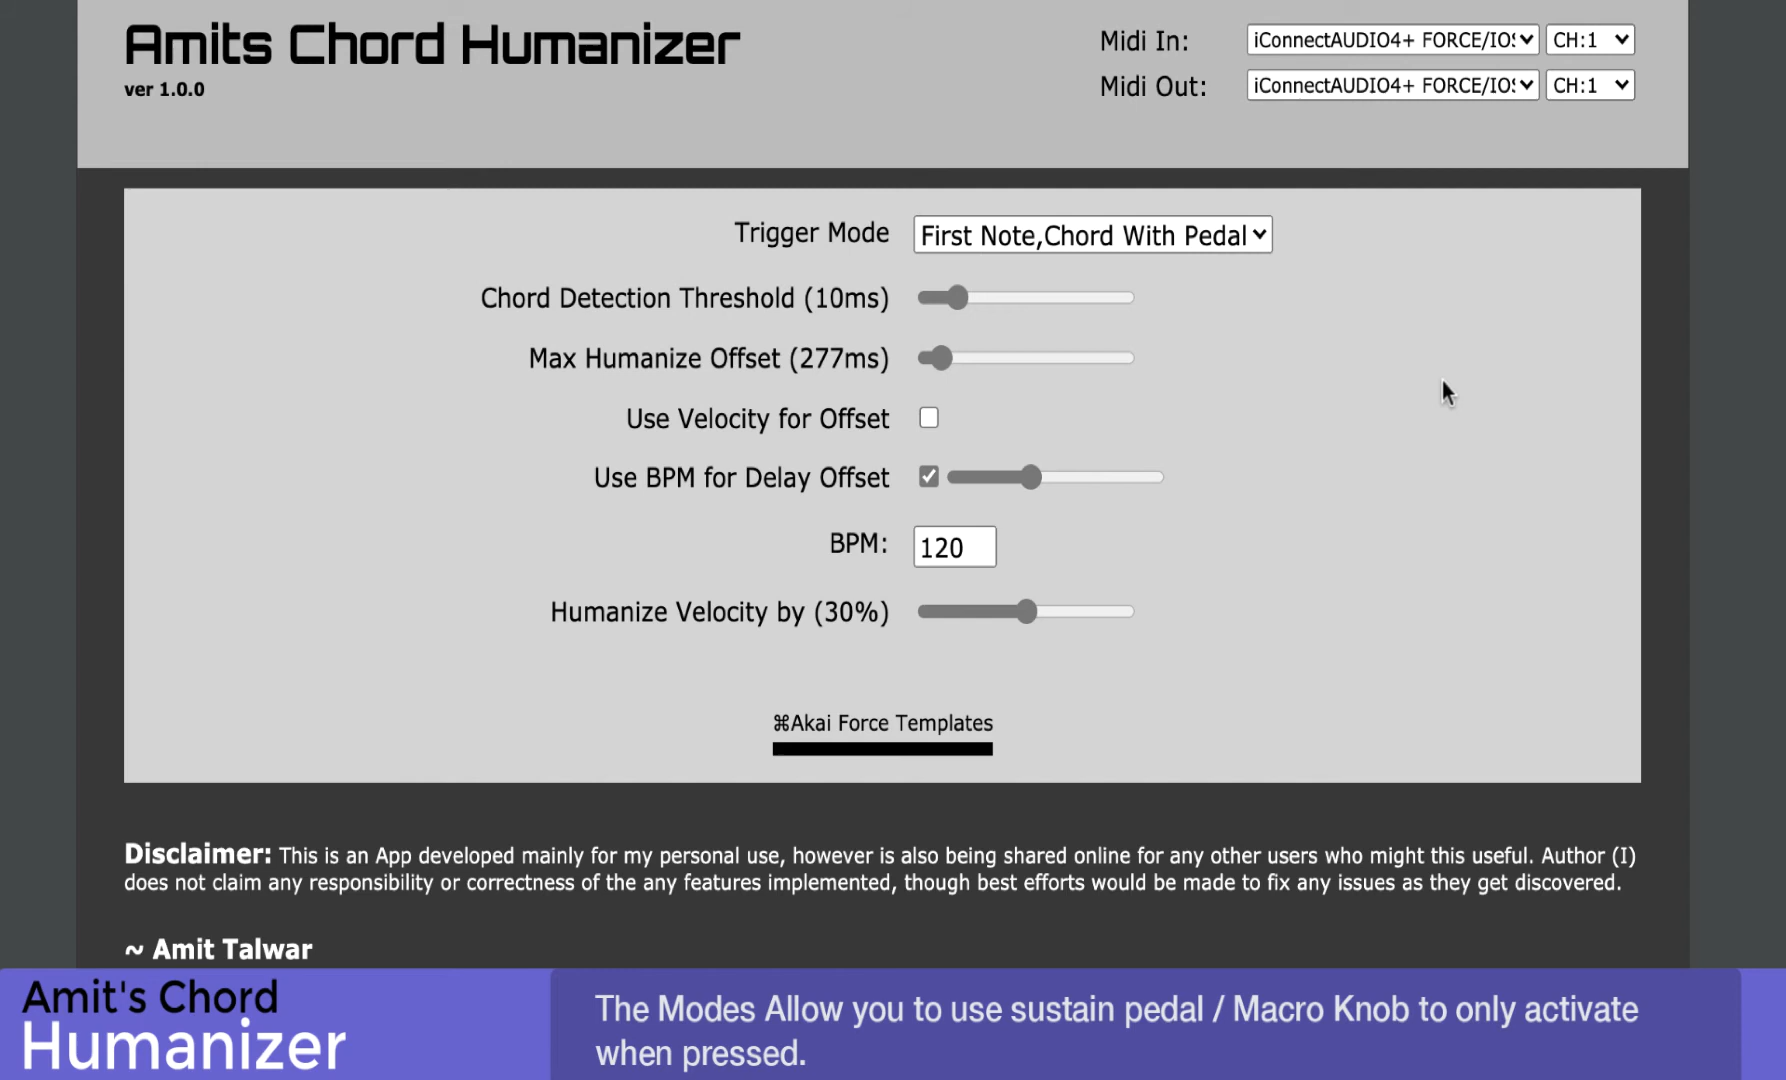 Amits Chord Humanizer
ver 1.0.0
Midi In: iConnectAUDIO4+ FORCE/IOS CH:1
Midi Out: iConnectAUDIO4+ FORCE/IOS CH:1
Trigger Mode First Note,Chord With Pedal
Chord Detection Threshold (10ms)
Max Humanize Offset (277ms)
Use Velocity for Offset
Use BPM for Delay Offset
BPM: 120
Humanize Velocity by (30%)
⌘Akai Force Templates
Disclaimer: This is an App developed mainly for my personal use, however is also being shared online for any other users who might this useful. Author (I)
does not claim any responsibility or correctness of the any features implemented, though best efforts would be made to fix any issues as they get discovered.
~ Amit Talwar
Amit's Chord
Humanizer
The Modes Allow you to use sustain pedal / Macro Knob to only activate
when pressed.